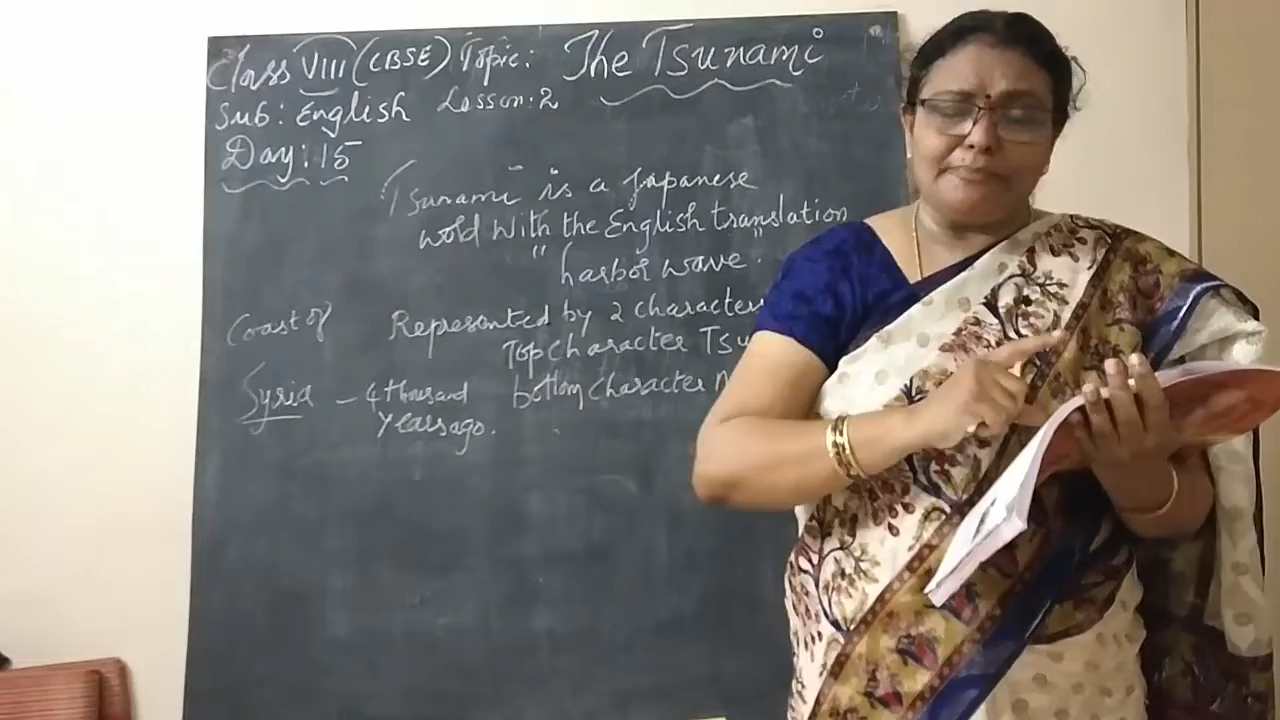 Class VIII (CBSE) Topic: The Tsunami
Sub: English Lesson: 2
Day: 15
"Tsunami" is a Japanese
word with the English translation
"harbor wave".
Coast of Represented by 2 characters
Top character Tsu
Syria - 4 thousand bottom character
years ago.